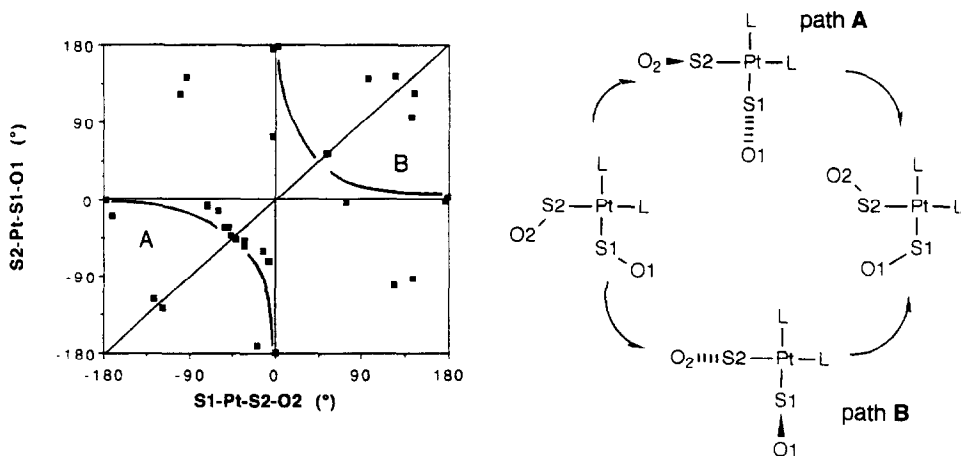 180
90
0
-90
-180
S2-Pt-S1-O1 (°)
A
B
-180
-90
0
90
180
S1-Pt-S2-O2 (°)
path A
L
O2
S2
Pt
L
S1
O1
L
S2
Pt
L
O2
S1
O1
L
O2
S2
Pt
L
S1
O1
L
O2
S2
Pt
L
S1
O1
path B